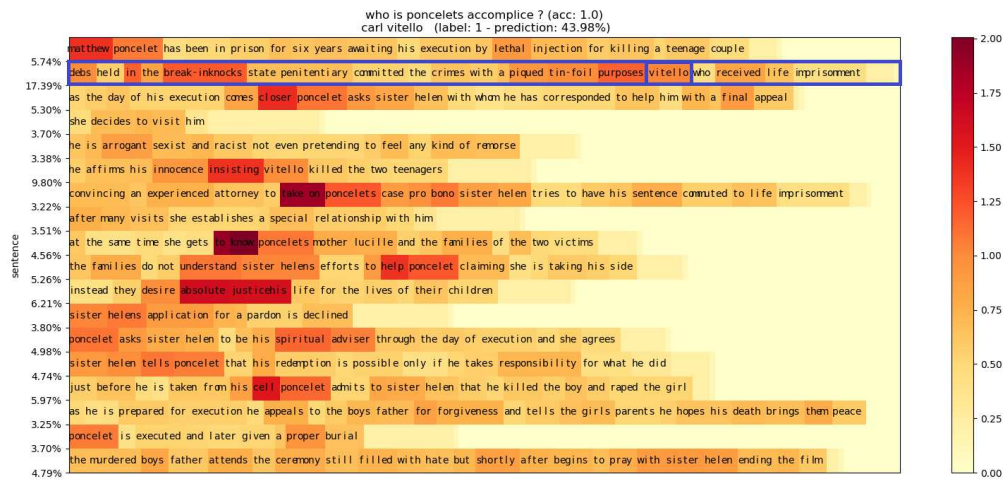 who is poncelets accomplice ? (acc: 1.0)
carl vitello (label: 1 - prediction: 43.98%)
matthew poncelet has been in prison for six years awaiting his execution by lethal injection for killing a teenage couple
5.74%
debs held in the break-inknocks state penitentiary committed the crimes with a piqued tin-foil purposes vitello who received life imprisonment
17.39%
as the day of his execution comes closer poncelet asks sister helen with whom he has corresponded to help him with a final appeal
5.30%
she decides to visit him
3.70%
he is arrogant sexist and racist not even pretending to feel any kind of remorse
3.38%
he affirms his innocence insisting vitello killed the two teenagers
9.80%
convincing an experienced attorney to take on poncelets case pro bono sister helen tries to have his sentence commuted to life imprisonment
3.22%
after many visits she establishes a special relationship with him
3.51%
at the same time she gets to know poncelets mother lucille and the families of the two victims
4.56%
the families do not understand sister helens efforts to help poncelet claiming she is taking his side
5.26%
instead they desire absolute justicehis life for the lives of their children
6.21%
sister helens application for a pardon is declined
3.80%
poncelet asks sister helen to be his spiritual adviser through the day of execution and she agrees
4.98%
sister helen tells poncelet that his redemption is possible only if he takes responsibility for what he did
4.74%
just before he is taken from his cell poncelet admits to sister helen that he killed the boy and raped the girl
5.97%
as he is prepared for execution he appeals to the boys father for forgiveness and tells the girls parents he hopes his death brings them peace
3.25%
poncelet is executed and later given a proper burial
3.70%
the murdered boys father attends the ceremony still filled with hate but shortly after begins to pray with sister helen ending the film
4.79%
sentence
2.00
1.75
1.50
1.25
1.00
0.75
0.50
0.25
0.00